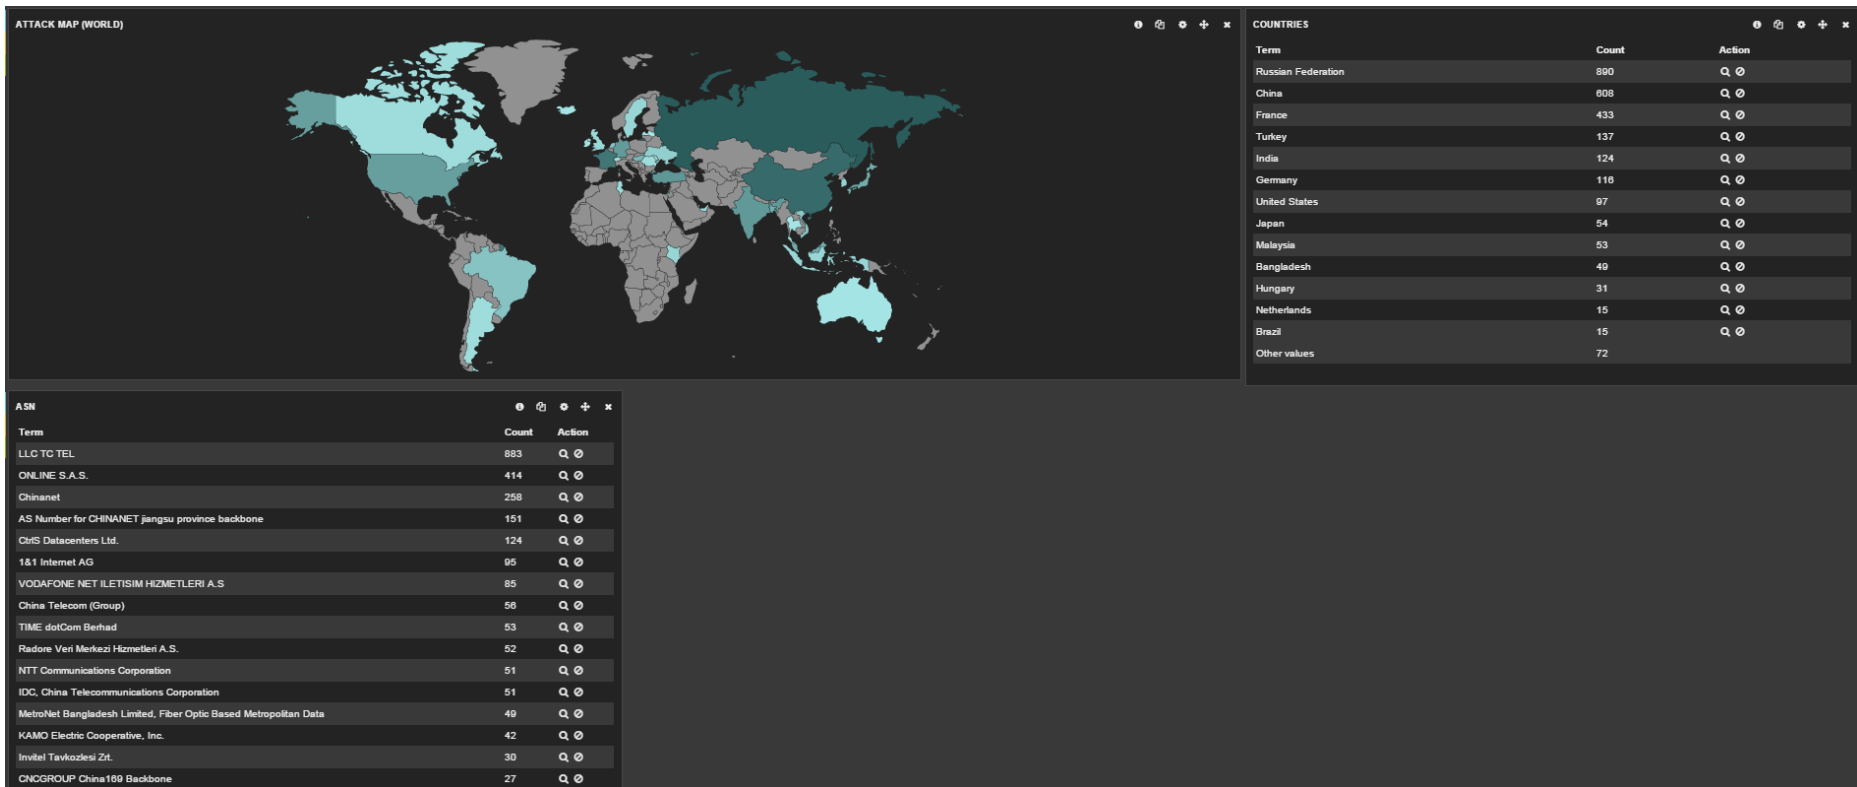 ATTACK MAP (WORLD)
COUNTRIES
Term Count Action
Russian Federation 890
China 608
France 433
Turkey 137
India 124
Germany 116
United States 97
Japan 54
Malaysia 53
Bangladesh 49
Hungary 31
Netherlands 15
Brazil 15
Other values 72
ASN
Term Count Action
LLC TC TEL 883
ONLINE S.A.S. 414
Chinanet 258
AS Number for CHINANET jiangsu province backbone 151
CtrlS Datacenters Ltd. 124
1&1 Internet AG 95
VODAFONE NET ILETISIM HIZMETLERI A.S 85
China Telecom (Group) 56
TIME dotCom Berhad 53
Radore Veri Merkezi Hizmetleri A.S. 52
NTT Communications Corporation 51
IDC, China Telecommunications Corporation 51
MetroNet Bangladesh Limited, Fiber Optic Based Metropolitan Data 49
KAMO Electric Cooperative, Inc. 42
Invitel Tavkozlesi Zrt. 30
CNCGROUP China169 Backbone 27